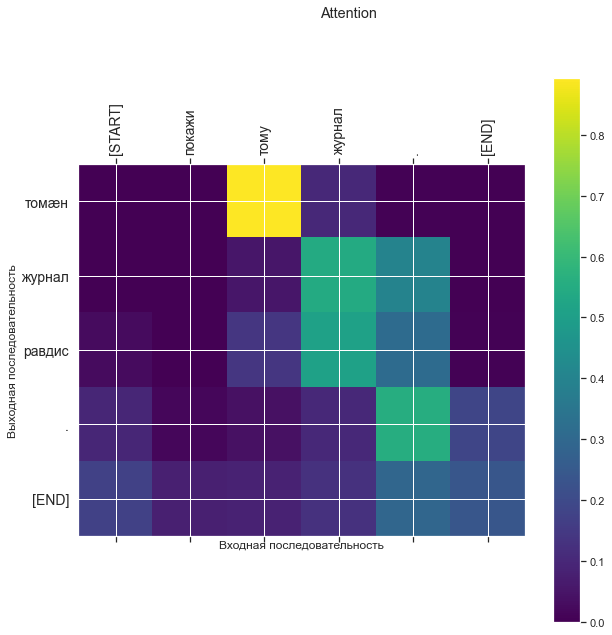 Attention
[START]
покажи
тому
журнал
.
[END]
томӕн
журнал
равдис
.
[END]
Выходная последовательность
Входная последовательность
0.8
0.7
0.6
0.5
0.4
0.3
0.2
0.1
0.0